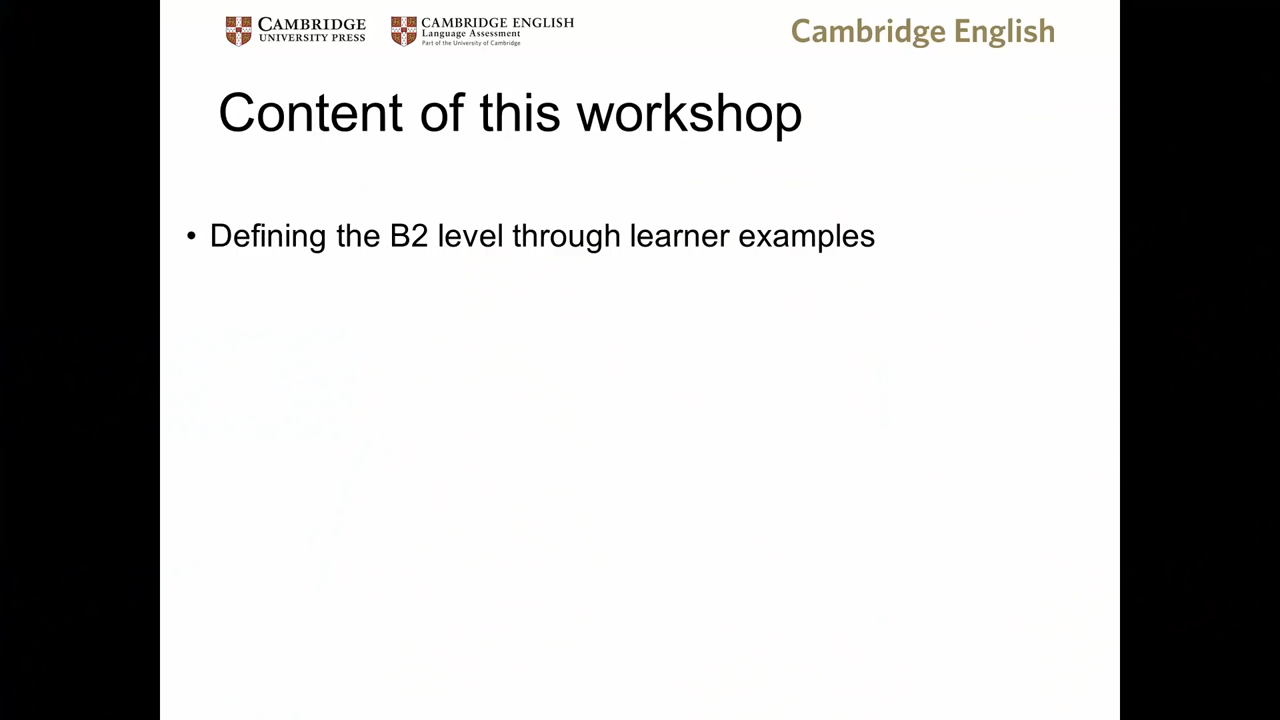 CAMBRIDGE
UNIVERSITY PRESS
CAMBRIDGE ENGLISH
Language Assessment
Part of the University of Cambridge
Cambridge English
Content of this workshop
• Defining the B2 level through learner examples